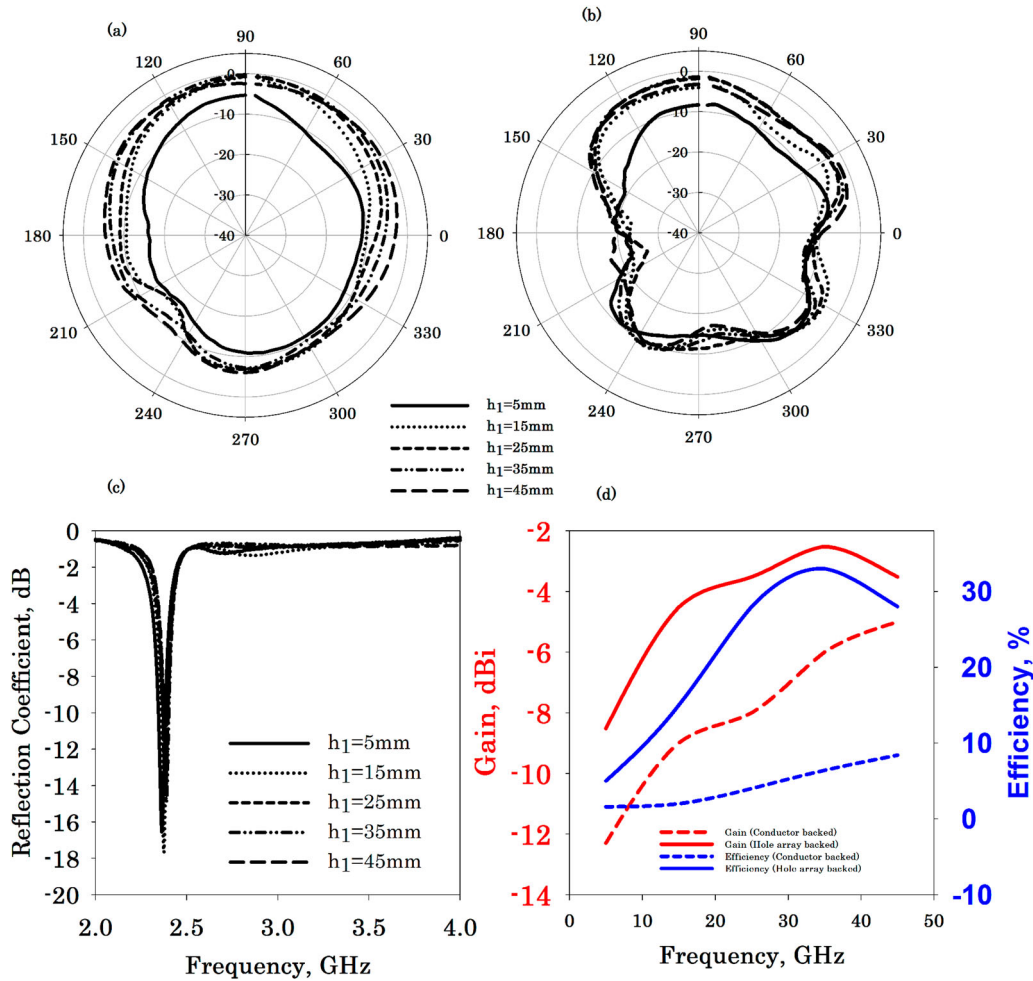 (a)
90
120
60
150
30
180
0
210
330
240
300
270
0
-10
-20
-30
-40
(b)
90
120
60
150
30
180
0
210
330
240
300
270
0
-10
-20
-30
-40
h1=5mm
h1=15mm
h1=25mm
h1=35mm
h1=45mm
(c)
Reflection Coefficient, dB
0
-2
-4
-6
-8
-10
-12
-14
-16
-18
-20
2.0
2.5
3.0
3.5
4.0
Frequency, GHz
h1=5mm
h1=15mm
h1=25mm
h1=35mm
h1=45mm
(d)
Gain, dBi
-2
-4
-6
-8
-10
-12
-14
0
10
20
30
40
50
Frequency, GHz
30
20
10
0
-10
Efficiency, %
Gain (Conductor backed)
Gain (Hole array backed)
Efficiency (Conductor backed)
Efficiency (Hole array backed)